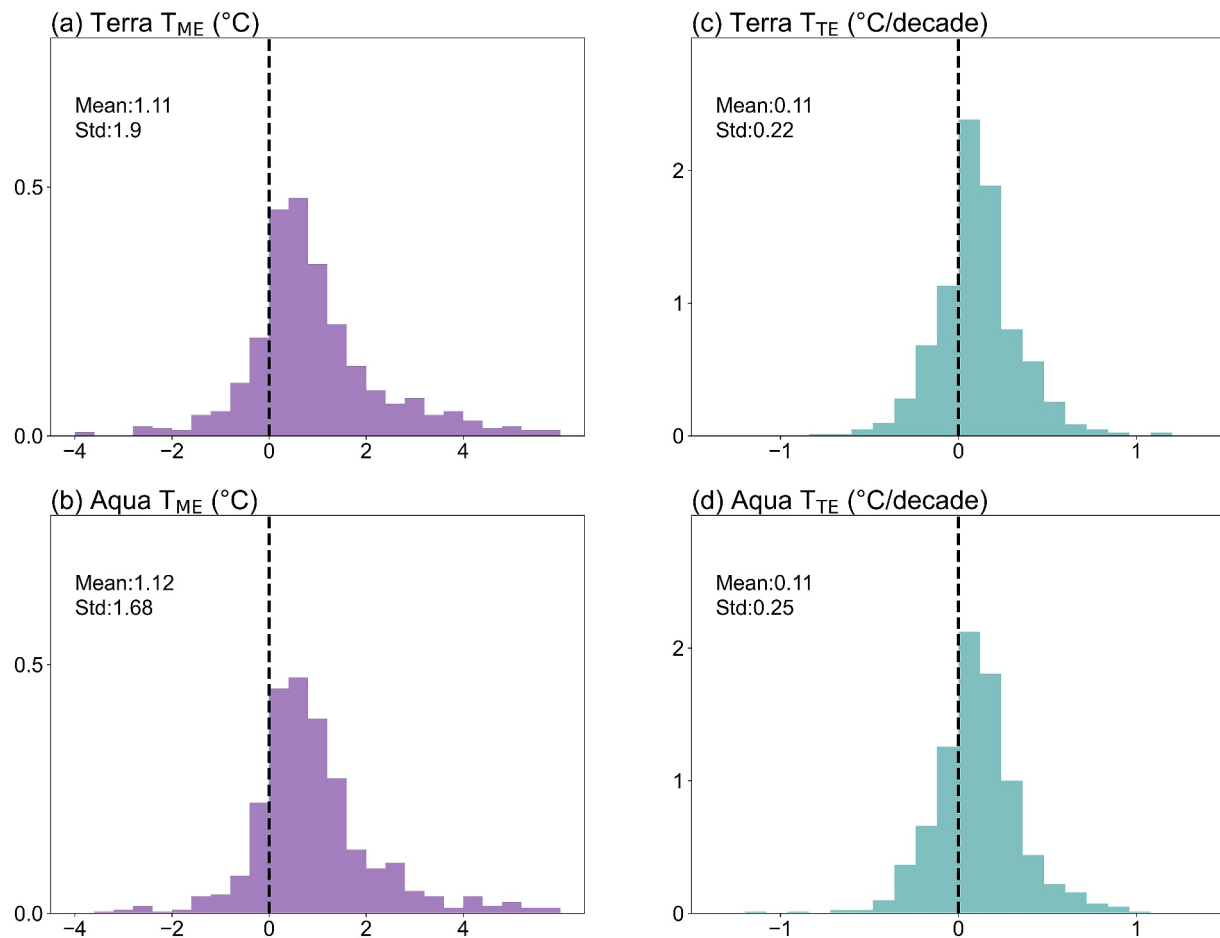 (a) Terra T_ME (°C)
Mean:1.11
Std:1.9
0.5
0.0
−4 −2 0 2 4
(c) Terra T_TE (°C/decade)
Mean:0.11
Std:0.22
2
1
0
−1 0 1
(b) Aqua T_ME (°C)
Mean:1.12
Std:1.68
0.5
0.0
−4 −2 0 2 4
(d) Aqua T_TE (°C/decade)
Mean:0.11
Std:0.25
2
1
0
−1 0 1